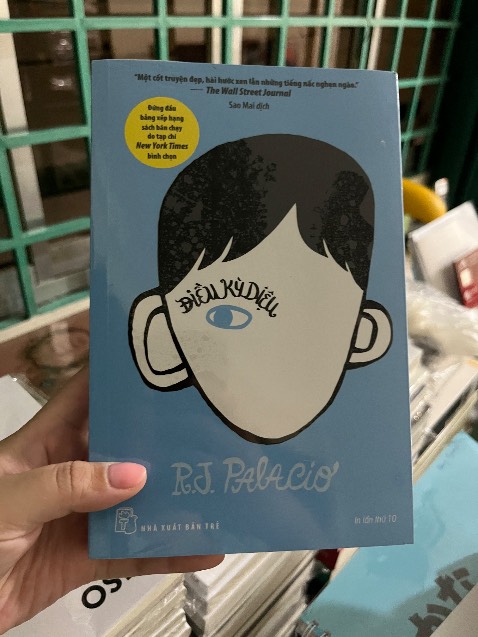 "Một cốt truyện đẹp, hài hước xen lẫn những tiếng nấc nghẹn ngào."
— The Wall Street Journal
San Mai dịch
Đứng đầu
bảng xếp hạng
sách bán chạy
do tạp chí
New York Times
bình chọn
ĐIỀU KỲ DIỆU
R.J. PALACIO
NHÀ XUẤT BẢN TRẺ
In lần thứ 10